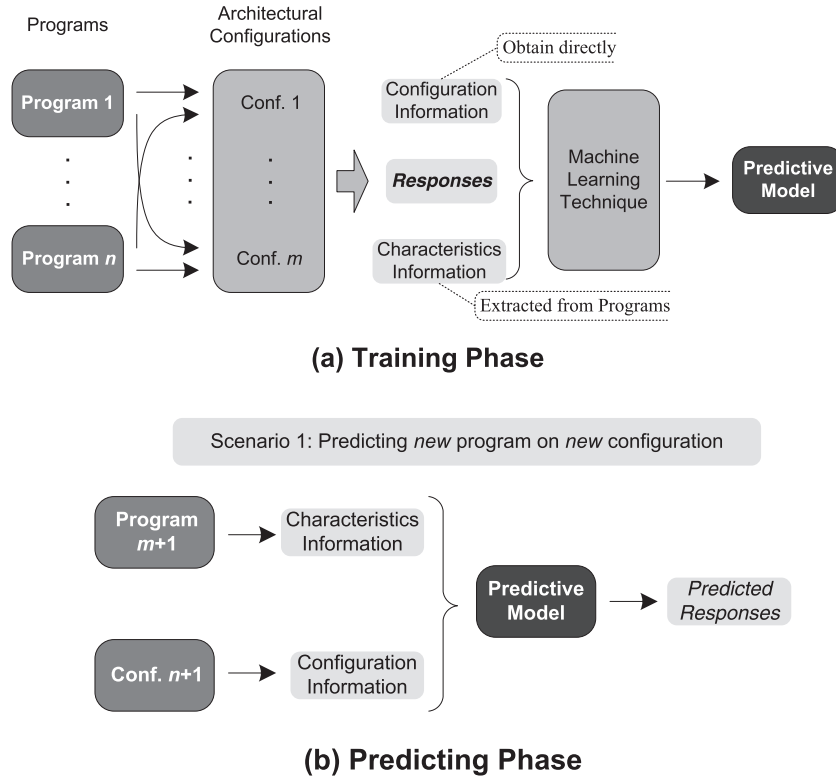 Programs
Architectural
Configurations
Program 1
Program n
Conf. 1
Conf. m
Obtain directly
Configuration
Information
Responses
Characteristics
Information
Extracted from Programs
Machine
Learning
Technique
Predictive
Model
(a) Training Phase
Scenario 1: Predicting new program on new configuration
Program
m+1
Characteristics
Information
Conf. n+1
Configuration
Information
Predictive
Model
Predicted
Responses
(b) Predicting Phase